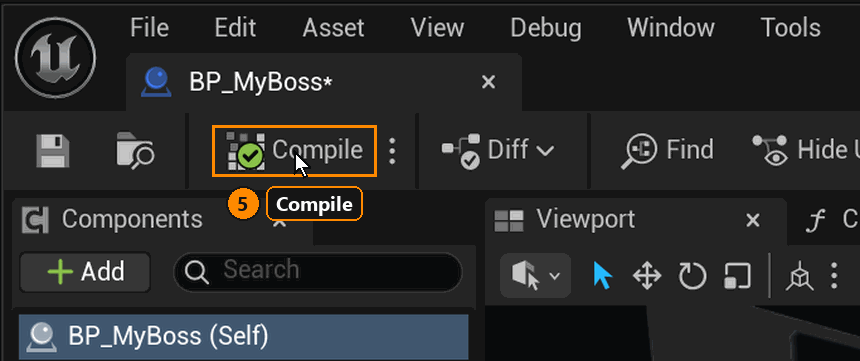 File Edit Asset View Debug Window Tools
BP_MyBoss*
Compile Diff Find Hide
5 Compile
Components Viewport
Add Search
BP_MyBoss (Self)